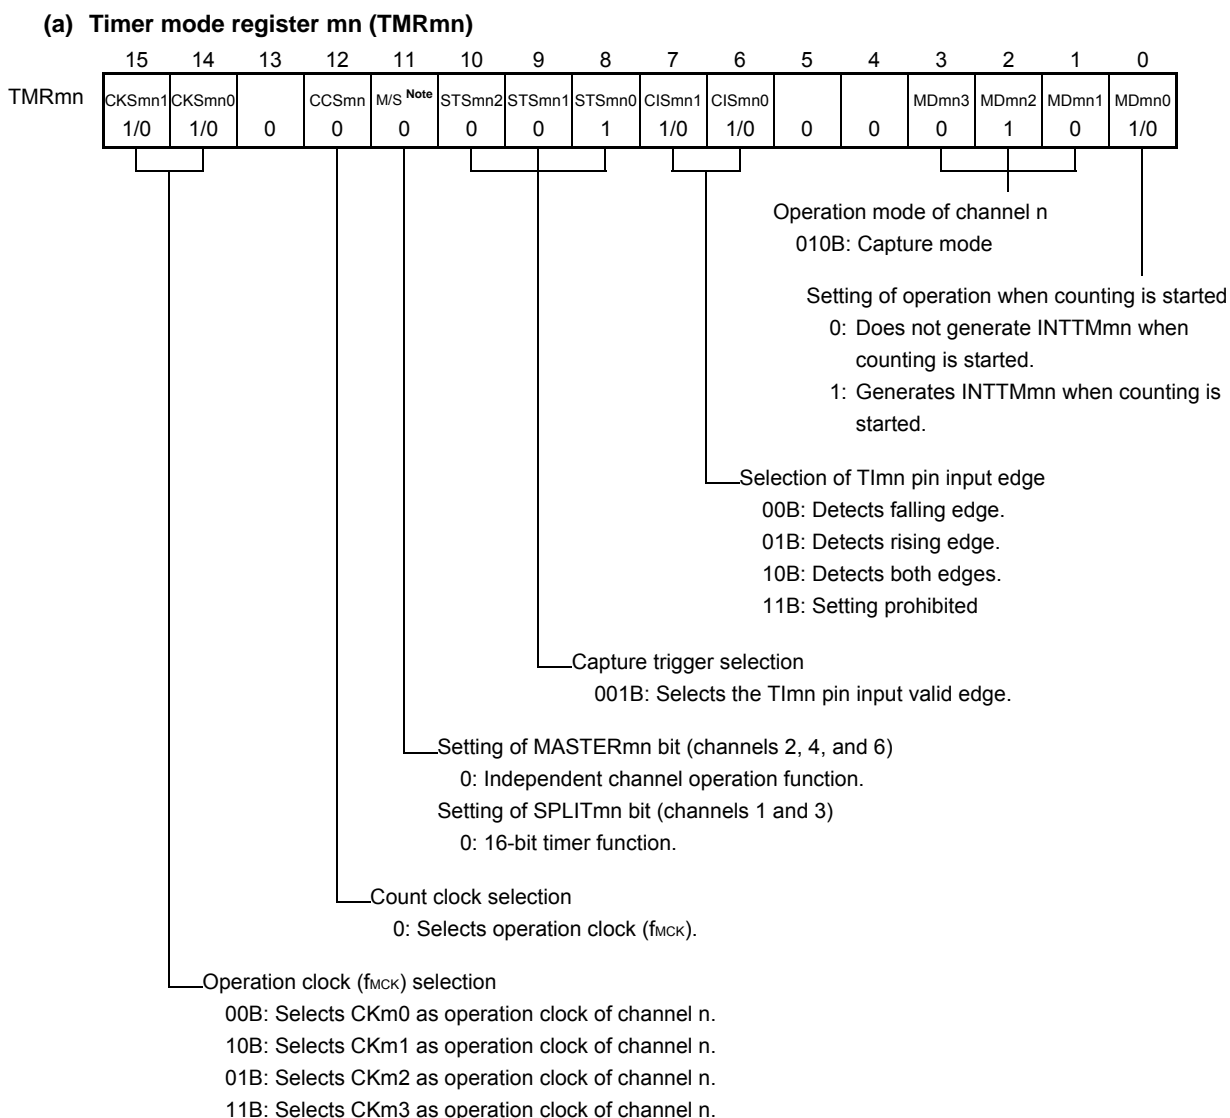 (a) Timer mode register mn (TMRmn)
15 14 13 12 11 10 9 8 7 6 5 4 3 2 1 0
TMRmn CKSmn1 CKSmn0 CCSmn M/S Note STSmn2 STSmn1 STSmn0 CISmn1 CISmn0 MDmn3 MDmn2 MDmn1 MDmn0
1/0 1/0 0 0 0 0 0 1 1/0 1/0 0 0 0 1 0 1/0
Operation mode of channel n
010B: Capture mode
Setting of operation when counting is started
0: Does not generate INTTMmn when
counting is started.
1: Generates INTTMmn when counting is
started.
Selection of TImn pin input edge
00B: Detects falling edge.
01B: Detects rising edge.
10B: Detects both edges.
11B: Setting prohibited
Capture trigger selection
001B: Selects the TImn pin input valid edge.
Setting of MASTERmn bit (channels 2, 4, and 6)
0: Independent channel operation function.
Setting of SPLITmn bit (channels 1 and 3)
0: 16-bit timer function.
Count clock selection
0: Selects operation clock (fMCK).
Operation clock (fMCK) selection
00B: Selects CKm0 as operation clock of channel n.
10B: Selects CKm1 as operation clock of channel n.
01B: Selects CKm2 as operation clock of channel n.
11B: Selects CKm3 as operation clock of channel n.